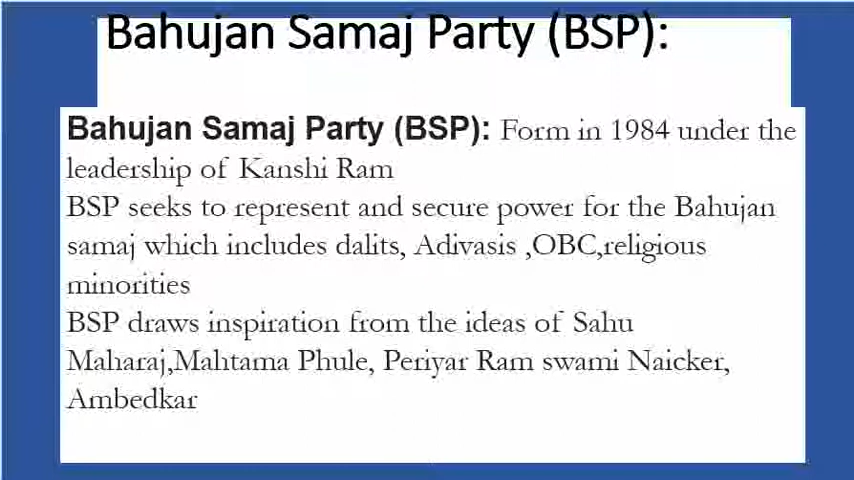 Bahujan Samaj Party (BSP):
Bahujan Samaj Party (BSP): Form in 1984 under the
leadership of Kanshi Ram
BSP seeks to represent and secure power for the Bahujan
samaj which includes dalits, Adivasis ,OBC,religious
minorities
BSP draws inspiration from the ideas of Sahu
Maharaj,Mahtama Phule, Periyar Ram swami Naicker,
Ambedkar